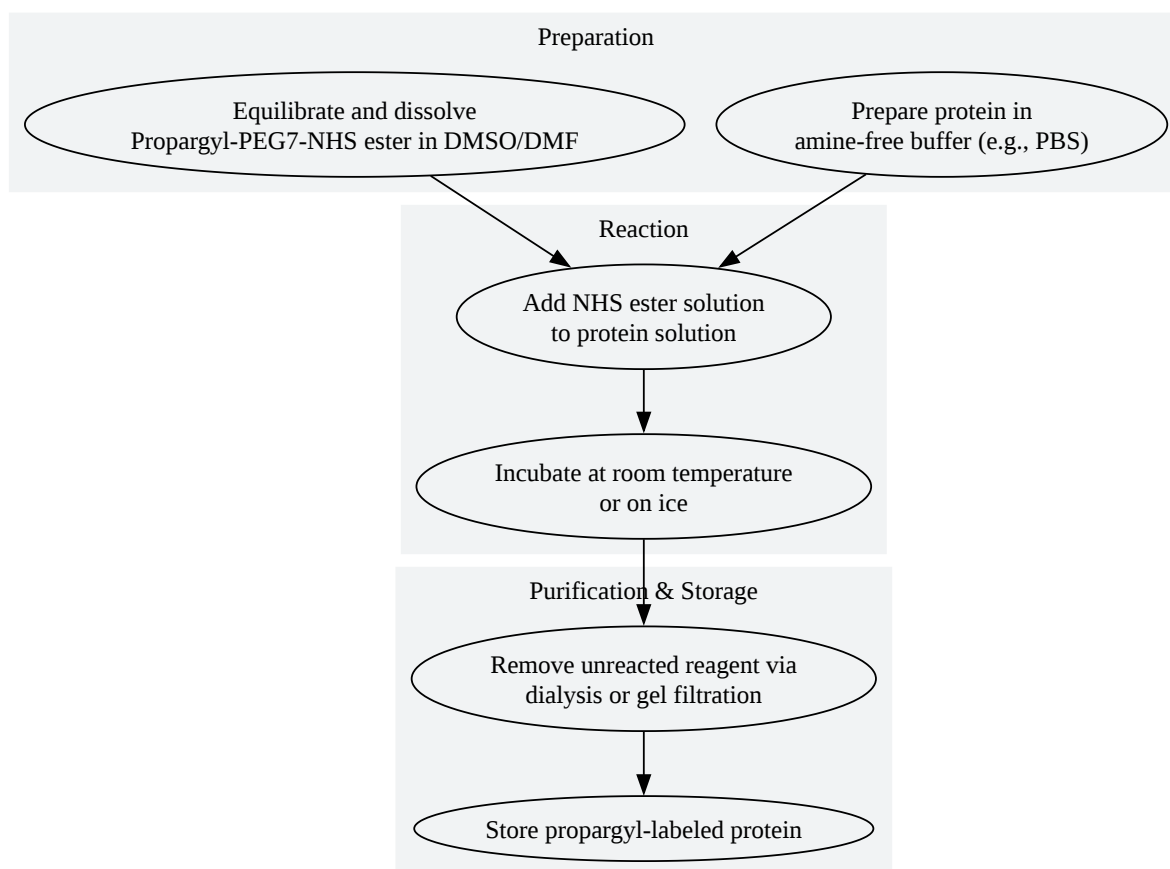 Preparation
Equilibrate and dissolve
Propargyl-PEG7-NHS ester in DMSO/DMF
Prepare protein in
amine-free buffer (e.g., PBS)
Reaction
Add NHS ester solution
to protein solution
Incubate at room temperature
or on ice
Purification & Storage
Remove unreacted reagent via
dialysis or gel filtration
Store propargyl-labeled protein